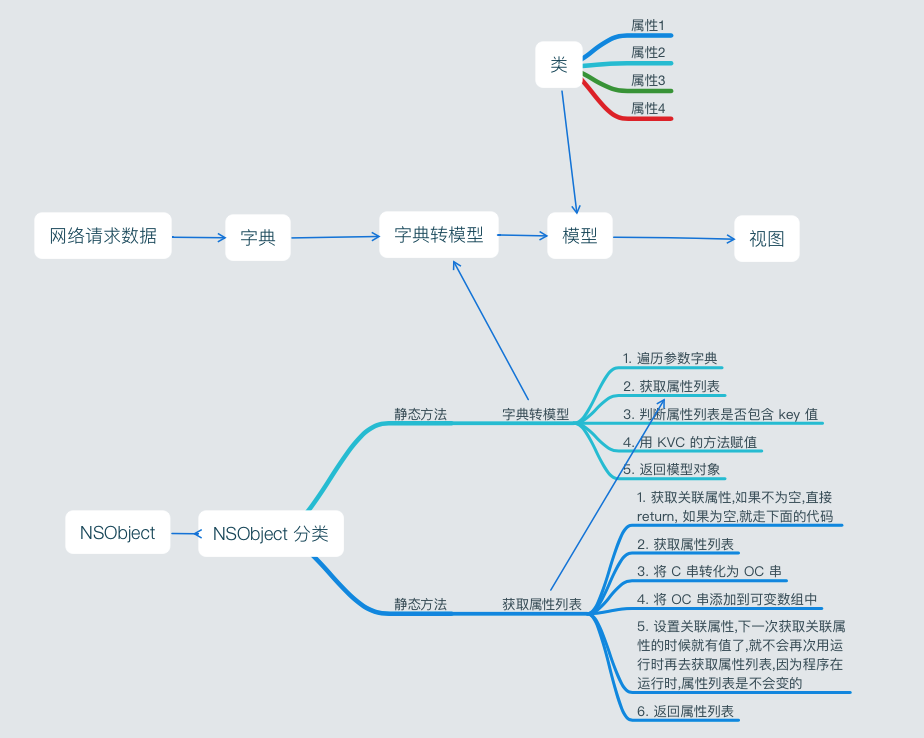 属性1
属性2
类
属性3
属性4
网络请求数据
字典
字典转模型
模型
视图
1. 遍历参数字典
2. 获取属性列表
静态方法
字典转模型
3. 判断属性列表是否包含 key 值
4. 用 KVC 的方法赋值
5. 返回模型对象
NSObject
NSObject 分类
1. 获取关联属性,如果不为空,直接
return, 如果为空,就走下面的代码
2. 获取属性列表
3. 将 C 串转化为 OC 串
静态方法
获取属性列表
4. 将 OC 串添加到可变数组中
5. 设置关联属性,下一次获取关联属
性的时候就有值了,就不会再次用运
行时再去获取属性列表,因为程序在
运行时,属性列表是不会变的
6. 返回属性列表